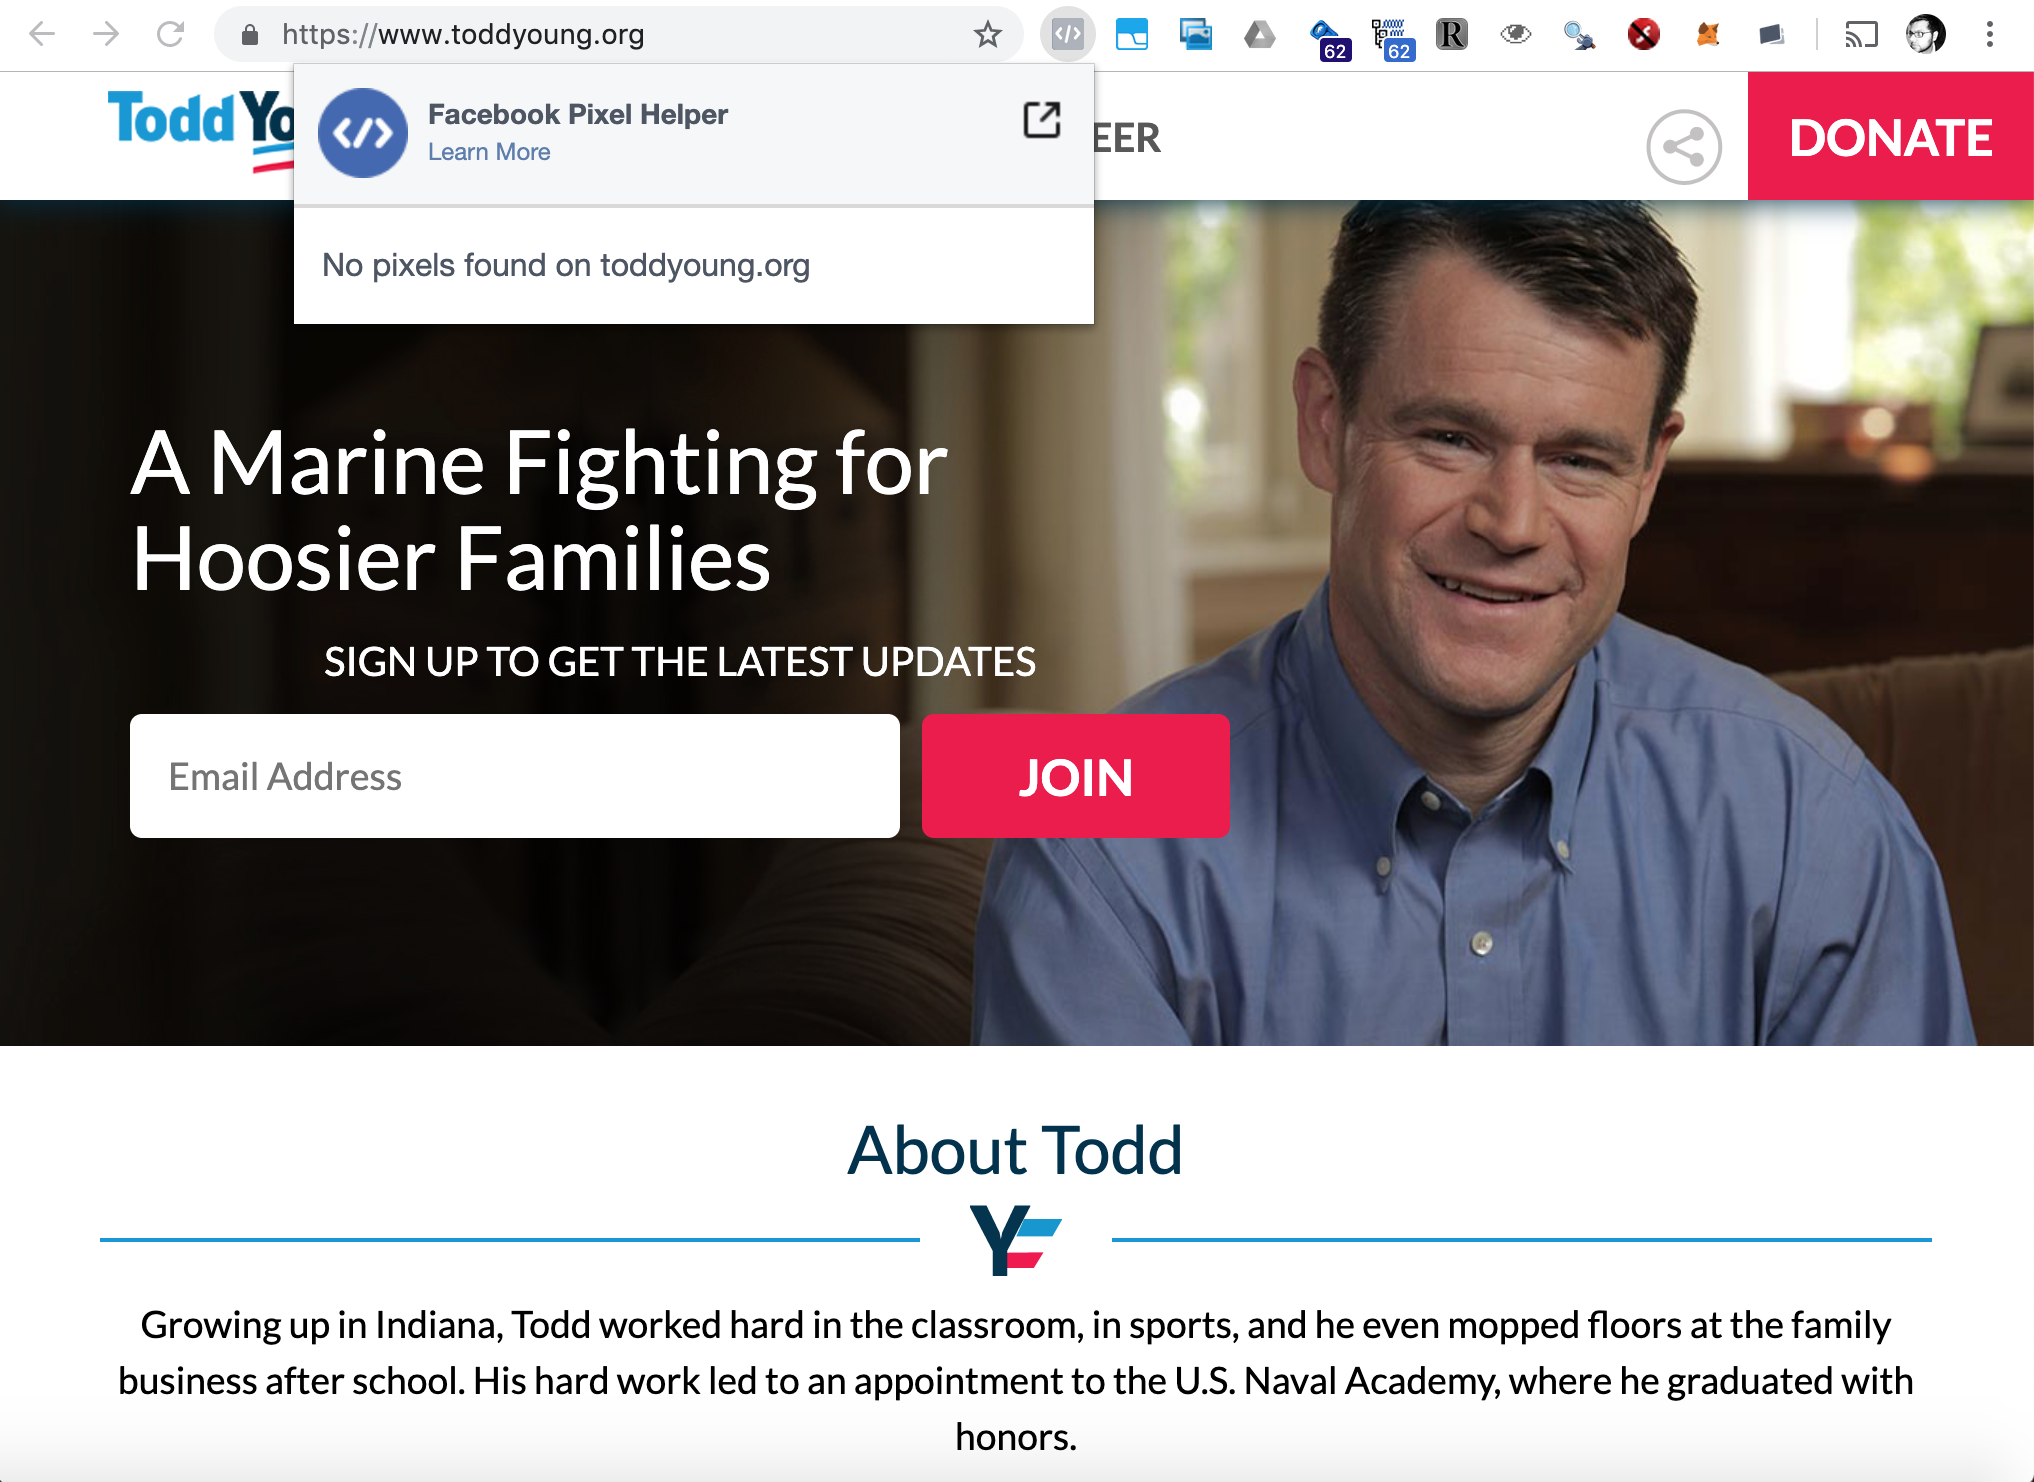 https://www.toddyoung.org
62
62
R
Todd Yo
EER
DONATE
Facebook Pixel Helper
Learn More
No pixels found on toddyoung.org
A Marine Fighting for
Hoosier Families
SIGN UP TO GET THE LATEST UPDATES
Email Address
JOIN
About Todd
Y
Growing up in Indiana, Todd worked hard in the classroom, in sports, and he even mopped floors at the family
business after school. His hard work led to an appointment to the U.S. Naval Academy, where he graduated with
honors.